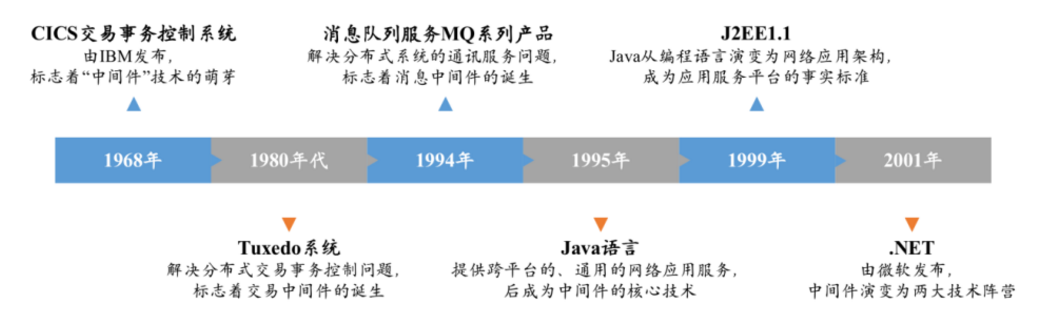 CICS交易事务控制系统
由IBM发布，
标志着“中间件”技术的萌芽
消息队列服务MQ系列产品
解决分布式系统的通讯服务问题，
标志着消息中间件的诞生
J2EE1.1
Java从编程语言演变为网络应用架构，
成为应用服务平台的事实标准
1968年
1980年代
1994年
1995年
1999年
2001年
Tuxedo系统
解决分布式交易事务控制问题，
标志着交易中间件的诞生
Java语言
提供跨平台的、通用的网络应用服务，
后成为中间件的核心技术
.NET
由微软发布，
中间件演变为两大技术阵营